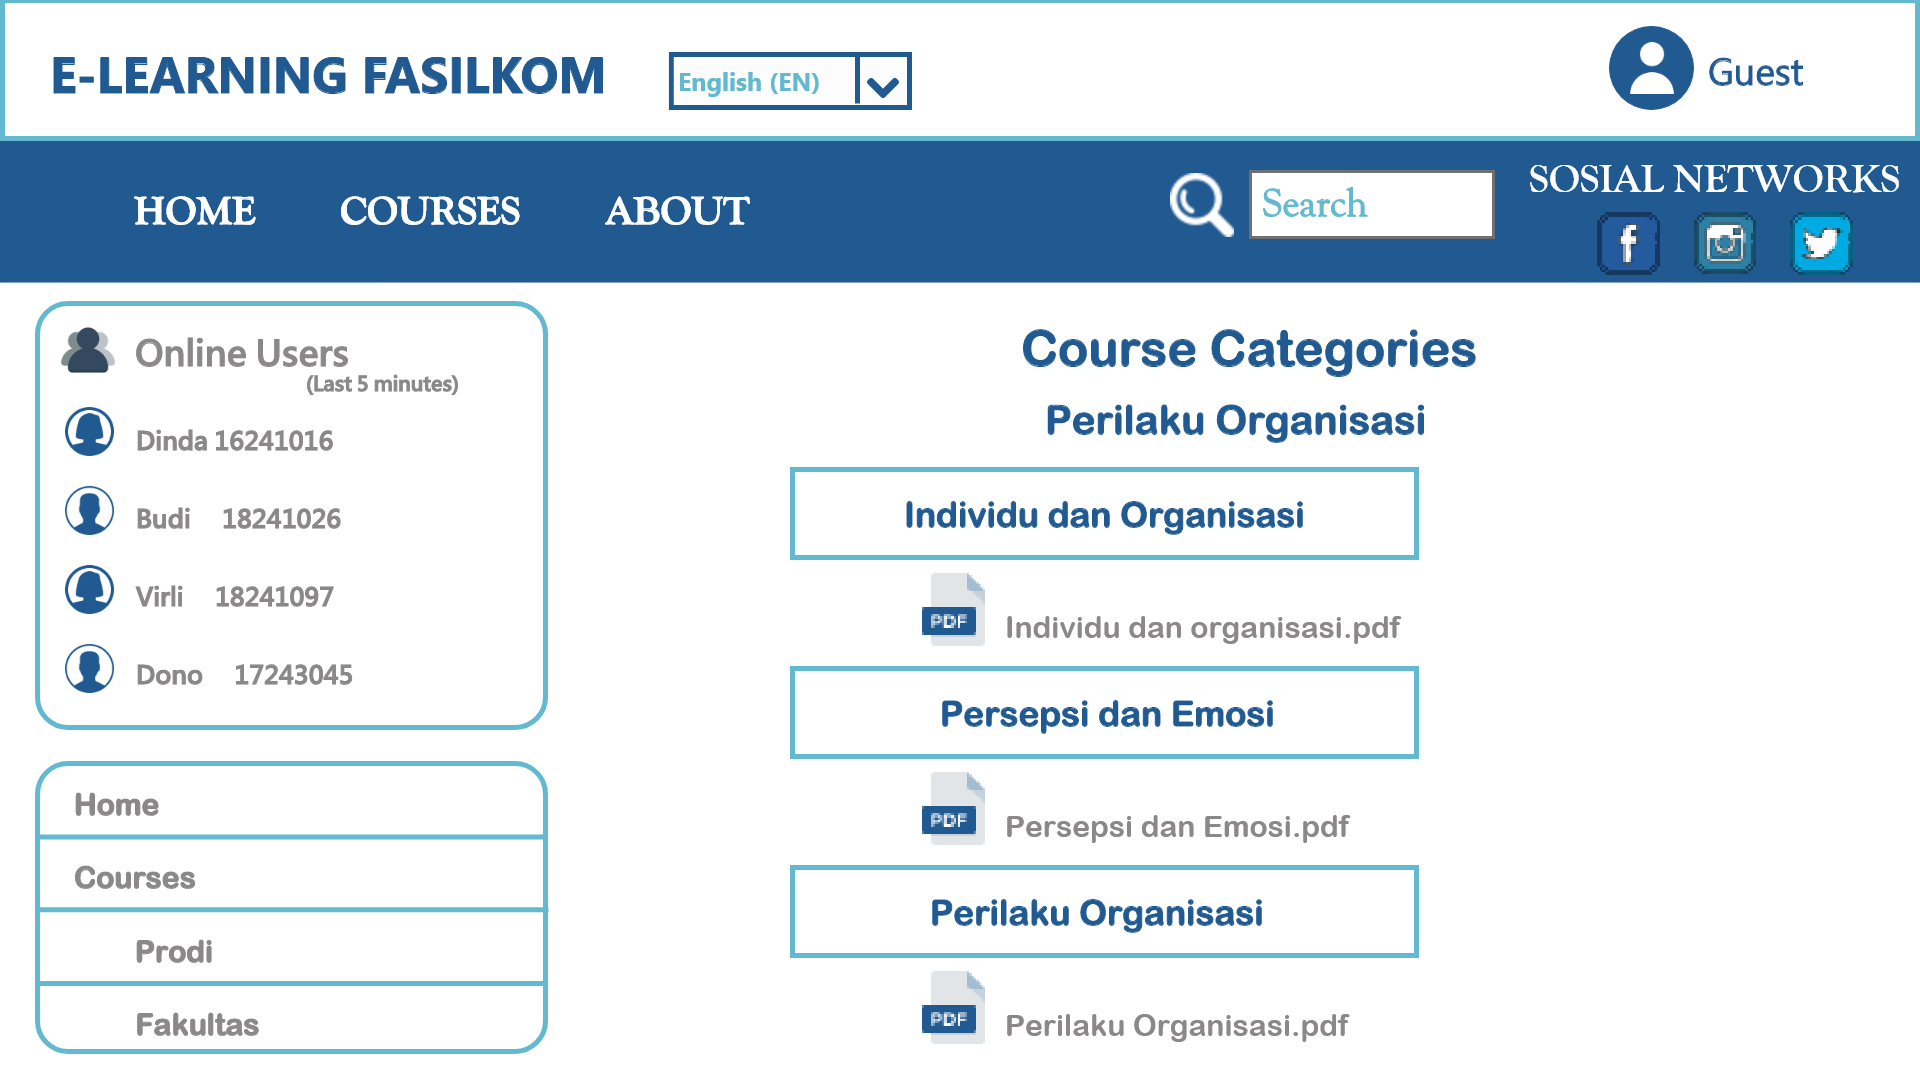 E-LEARNING FASILKOM
English (EN)
Guest
HOME
COURSES
ABOUT
Search
SOSIAL NETWORKS
Online Users
(Last 5 minutes)
Dinda 16241016
Budi 18241026
Virli 18241097
Dono 17243045
Home
Courses
Prodi
Fakultas
Course Categories
Perilaku Organisasi
Individu dan Organisasi
PDF
Individu dan organisasi.pdf
Persepsi dan Emosi
PDF
Persepsi dan Emosi.pdf
Perilaku Organisasi
PDF
Perilaku Organisasi.pdf